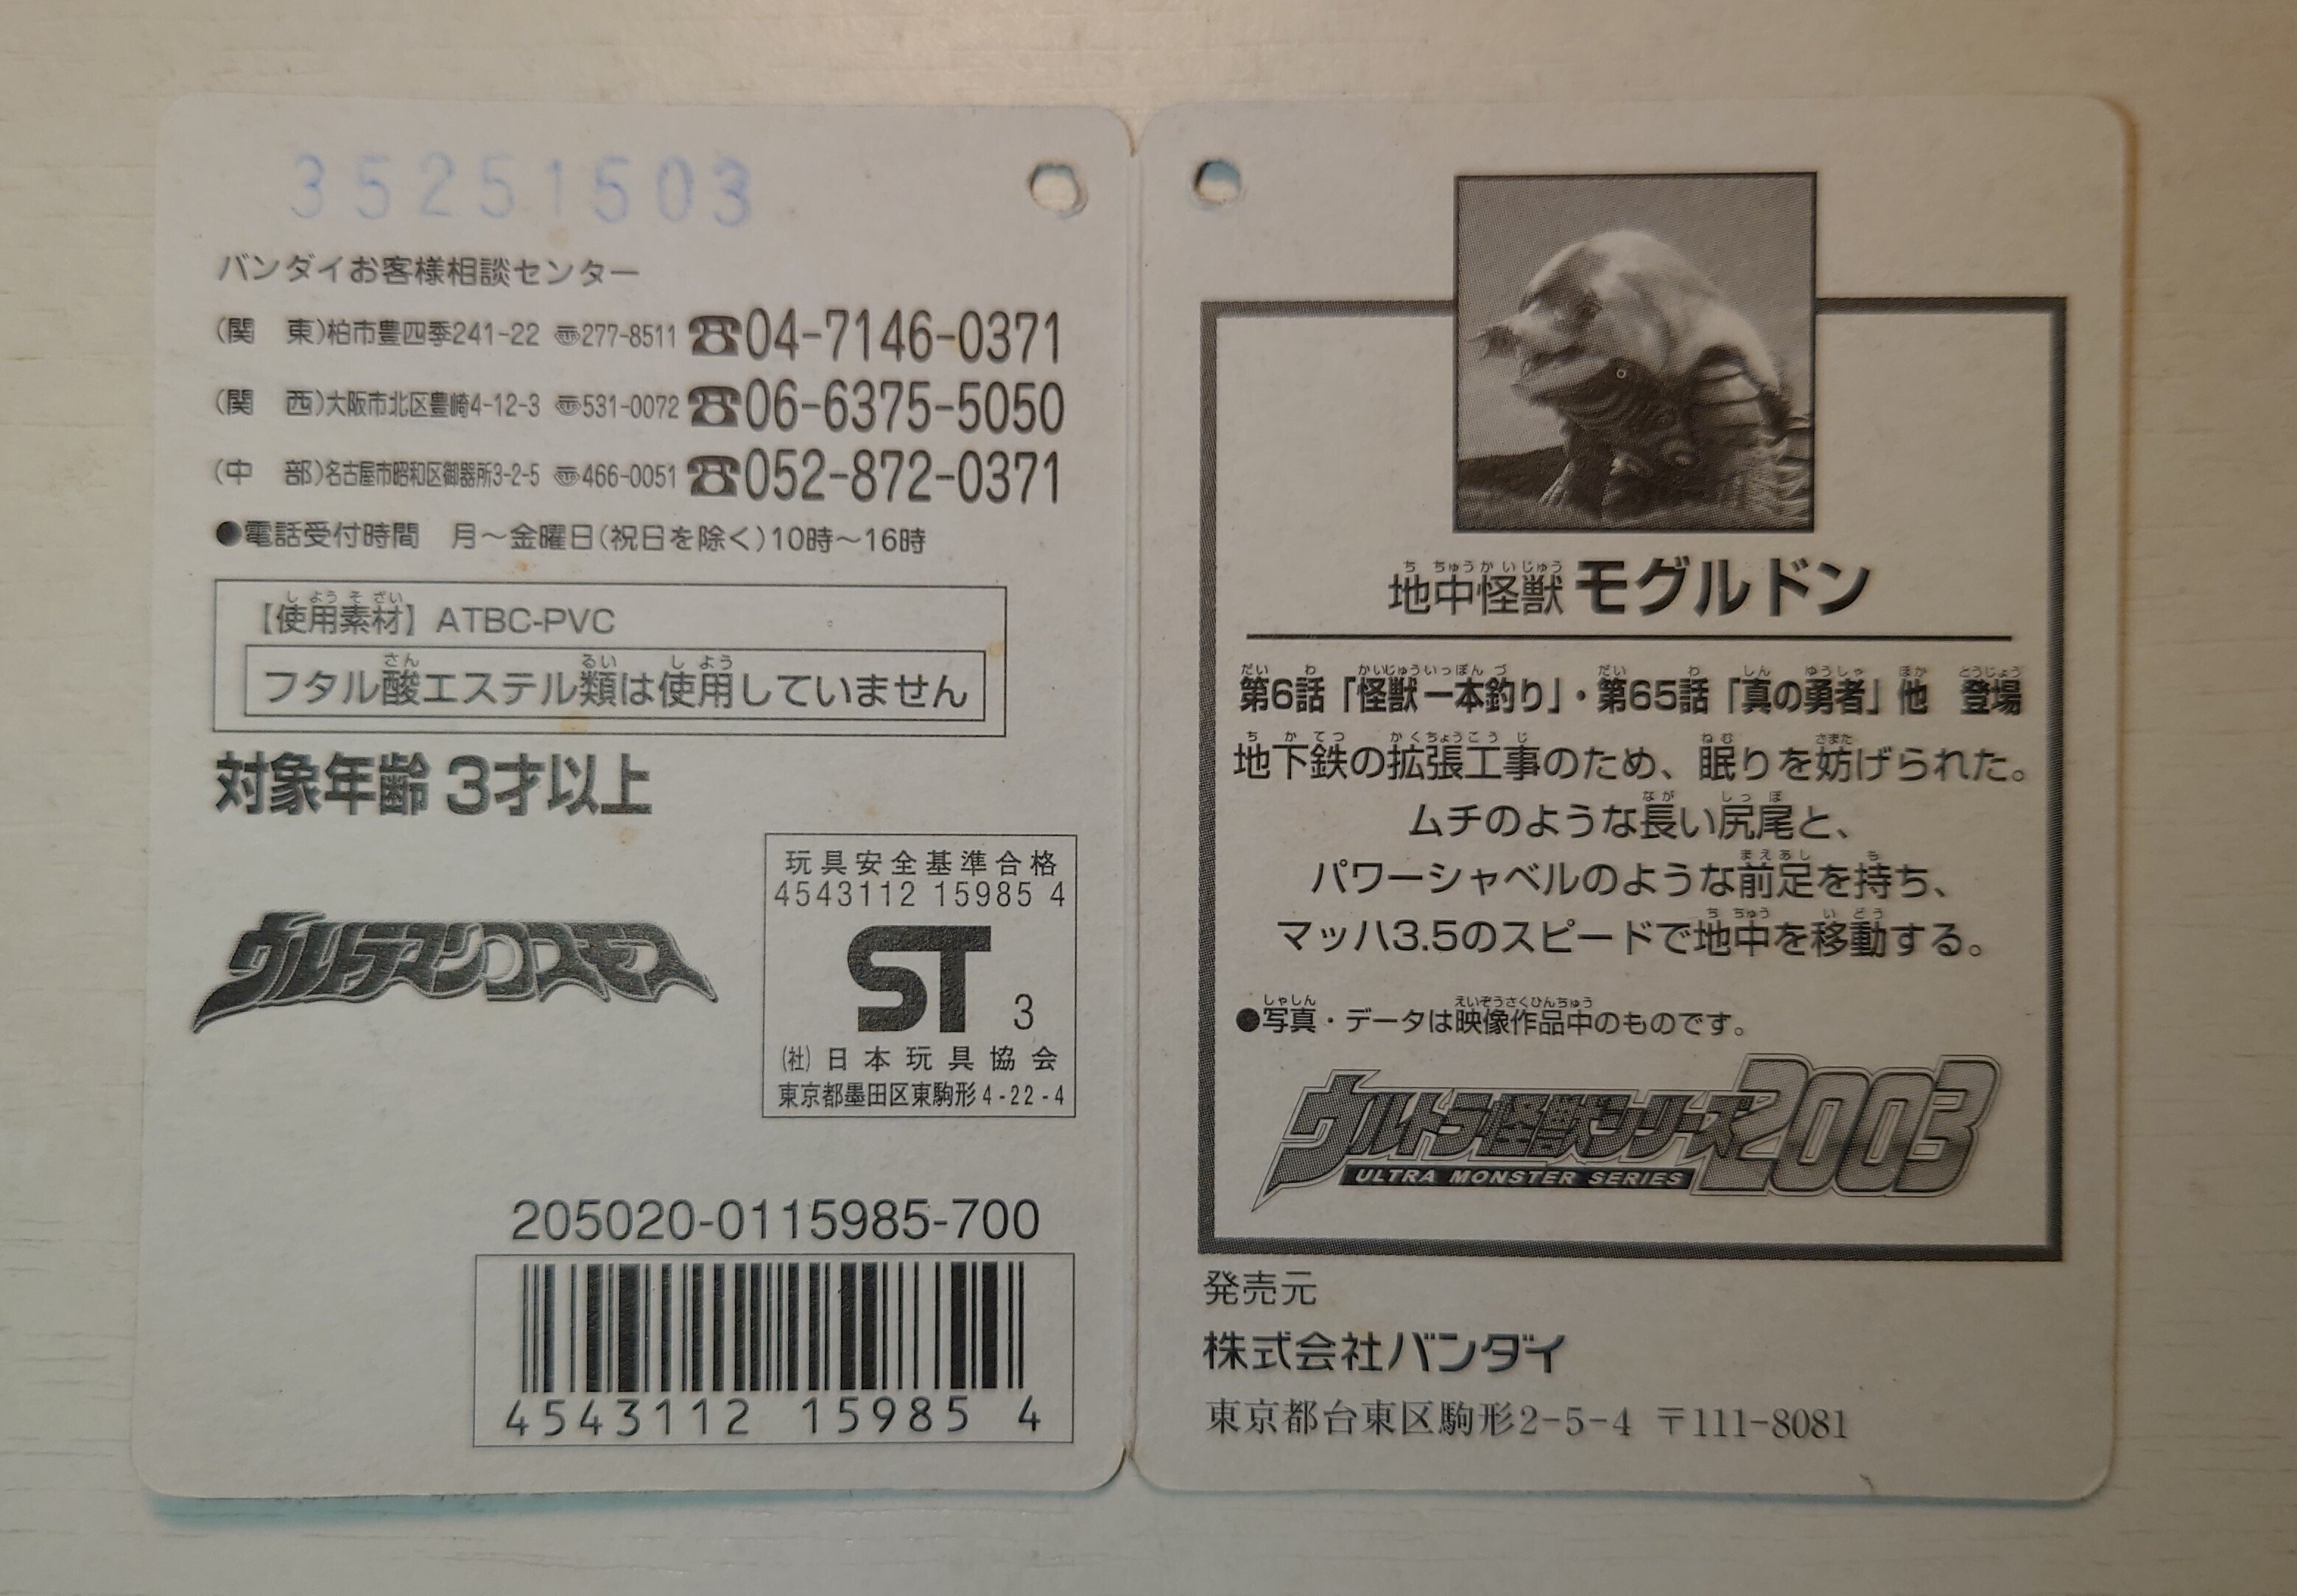 35251503
バンダイお客様相談センター
(関　東)柏市豊四季241-22 〠277-8511 ☎04-7146-0371
(関　西)大阪市北区豊崎4-12-3 〠531-0072 ☎06-6375-5050
(中　部)名古屋市昭和区御器所3-2-5 〠466-0051 ☎052-872-0371
●電話受付時間　月〜金曜日(祝日を除く)10時〜16時
【使用素材】ATBC-PVC
フタル酸エステル類は使用していません
対象年齢 3才以上
ウルトラマンコスモス
玩具安全基準合格
4543112 15985 4
ST 3
(社)日本玩具協会
東京都墨田区東駒形4-22-4
205020-0115985-700
4543112 15985 4
地中怪獣 モグルドン
第6話「怪獣一本釣り」・第65話「真の勇者」他　登場
地下鉄の拡張工事のため、眠りを妨げられた。
ムチのような長い尻尾と、
パワーシャベルのような前足を持ち、
マッハ3.5のスピードで地中を移動する。
●写真・データは映像作品中のものです。
ウルトラ怪獣シリーズ2003
ULTRA MONSTER SERIES
発売元
株式会社バンダイ
東京都台東区駒形2-5-4 〒111-8081